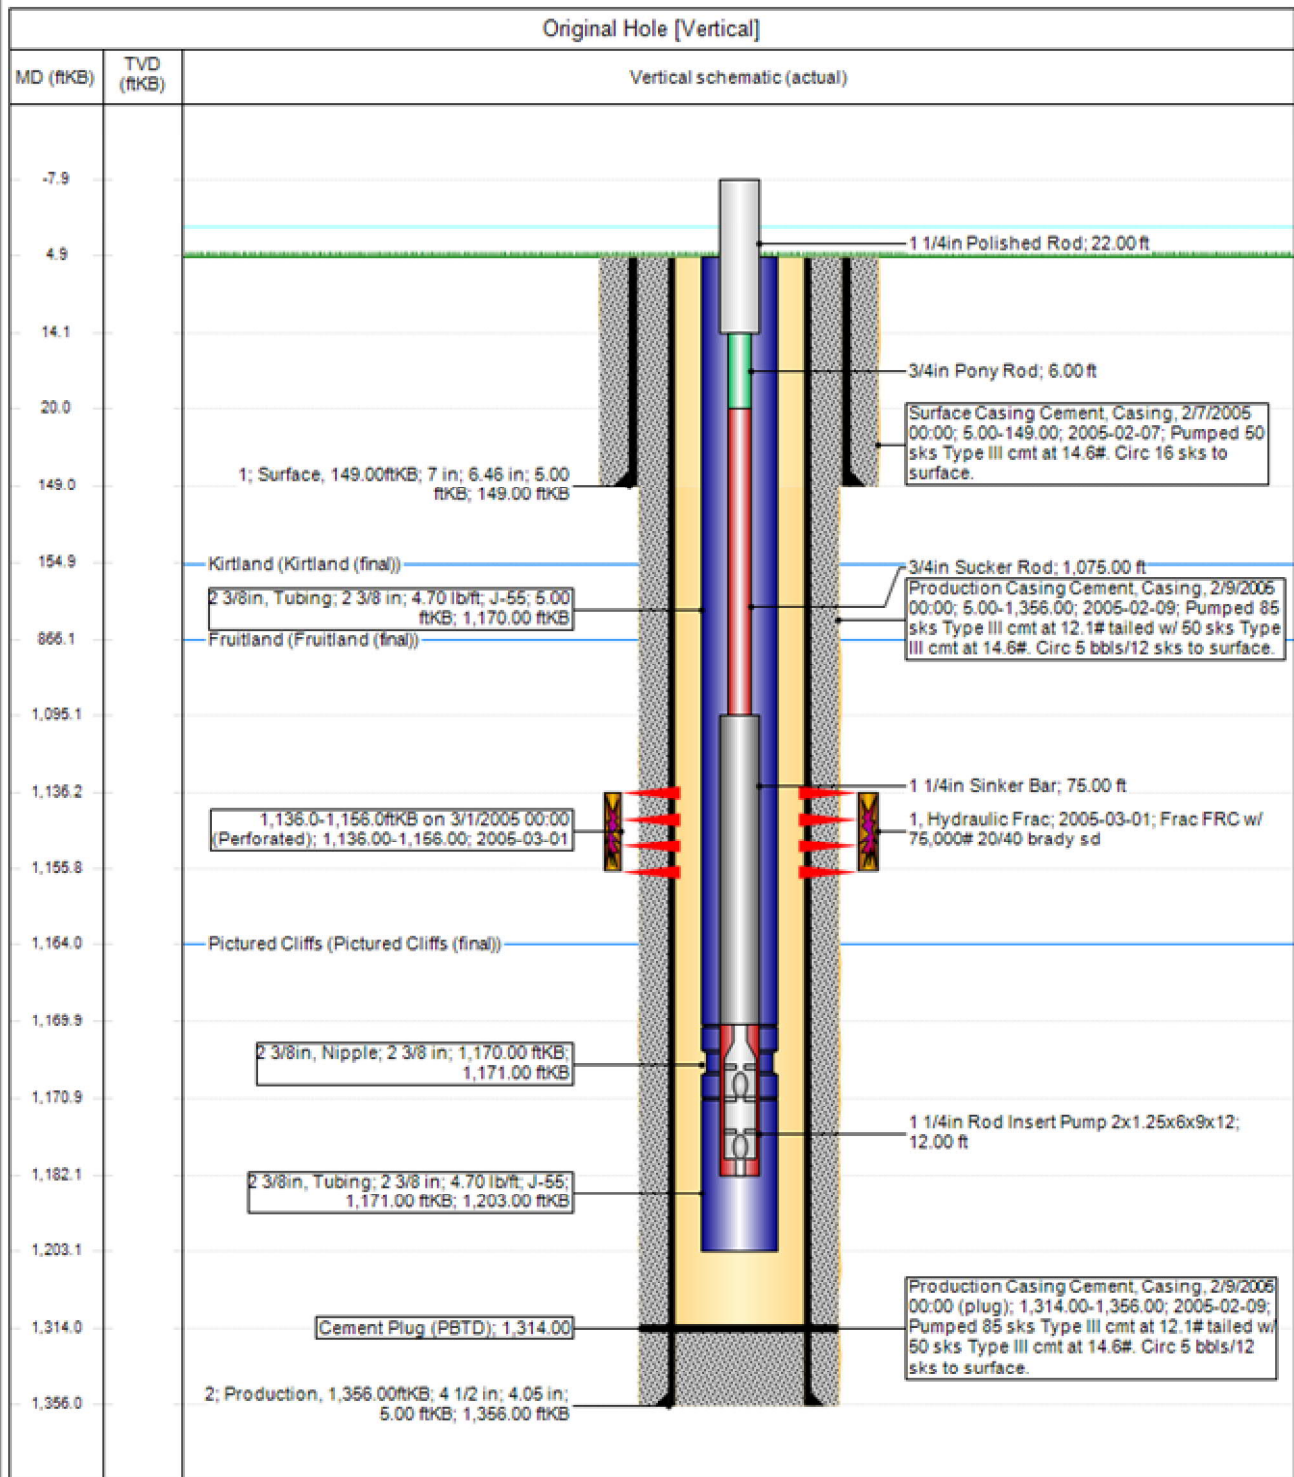 Original Hole [Vertical]
MD (ftKB)
TVD
(ftKB)
Vertical schematic (actual)
-7.9
1 1/4in Polished Rod; 22.00 ft
4.9
14.1
3/4in Pony Rod; 6.00 ft
20.0
Surface Casing Cement, Casing, 2/7/2005
00:00; 5.00-149.00; 2005-02-07; Pumped 50
sks Type III cmt at 14.6#. Circ 16 sks to
surface.
1; Surface, 149.00ftKB; 7 in; 6.46 in; 5.00
ftKB; 149.00 ftKB
149.0
154.9
Kirtland (Kirtland (final))
3/4in Sucker Rod; 1,075.00 ft
2 3/8in, Tubing; 2 3/8 in; 4.70 lb/ft; J-55; 5.00
ftKB; 1,170.00 ftKB
Production Casing Cement, Casing, 2/9/2005
00:00; 5.00-1,356.00; 2005-02-09; Pumped 85
sks Type III cmt at 12.1# tailed w/ 50 sks Type
III cmt at 14.6#. Circ 5 bbls/12 sks to surface.
866.1
Fruitland (Fruitland (final))
1,095.1
1 1/4in Sinker Bar; 75.00 ft
1,136.2
1,136.0-1,156.0ftKB on 3/1/2005 00:00
(Perforated); 1,136.00-1,156.00; 2005-03-01
1, Hydraulic Frac; 2005-03-01; Frac FRC w/
75,000# 20/40 brady sd
1,155.8
1,164.0
Pictured Cliffs (Pictured Cliffs (final))
1,169.9
2 3/8in, Nipple; 2 3/8 in; 1,170.00 ftKB;
1,171.00 ftKB
1,170.9
1 1/4in Rod Insert Pump 2x1.25x6x9x12;
12.00 ft
1,182.1
2 3/8in, Tubing; 2 3/8 in; 4.70 lb/ft; J-55;
1,171.00 ftKB; 1,203.00 ftKB
1,203.1
Production Casing Cement, Casing, 2/9/2005
00:00 (plug); 1,314.00-1,356.00; 2005-02-09;
Pumped 85 sks Type III cmt at 12.1# tailed w/
50 sks Type III cmt at 14.6#. Circ 5 bbls/12
sks to surface.
1,314.0
Cement Plug (PBTD); 1,314.00
2; Production, 1,356.00ftKB; 4 1/2 in; 4.05 in;
5.00 ftKB; 1,356.00 ftKB
1,356.0